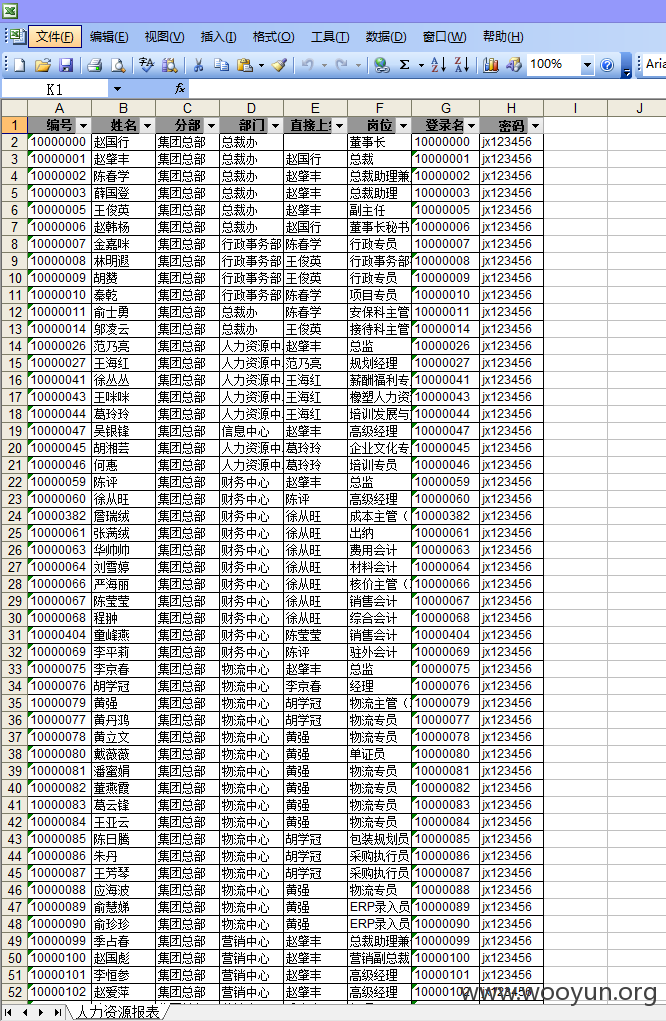 文件(F) 编辑(E) 视图(V) 插入(I) 格式(O) 工具(T) 数据(D) 窗口(W) 帮助(H)
100% Aria
K1 fx
A B C D E F G H I J
1 编号 姓名 分部 部门 直接上 岗位 登录名 密码
2 10000000 赵国行 集团总部 总裁办 董事长 10000000 jx123456
3 10000001 赵肇丰 集团总部 总裁办 赵国行 总裁 10000001 jx123456
4 10000002 陈春学 集团总部 总裁办 赵肇丰 总裁助理兼 10000002 jx123456
5 10000003 薛国登 集团总部 总裁办 赵肇丰 总裁助理 10000003 jx123456
6 10000005 王俊英 集团总部 总裁办 赵肇丰 副主任 10000005 jx123456
7 10000006 赵韩杨 集团总部 总裁办 赵国行 董事长秘书 10000006 jx123456
8 10000007 金嘉咪 集团总部 行政事务部 陈春学 行政专员 10000007 jx123456
9 10000008 林明遐 集团总部 行政事务部 王俊英 行政事务部 10000008 jx123456
10 10000009 胡赟 集团总部 行政事务部 王俊英 行政专员 10000009 jx123456
11 10000010 秦乾 集团总部 行政事务部 陈春学 项目专员 10000010 jx123456
12 10000011 俞士勇 集团总部 总裁办 陈春学 安保科主管 10000011 jx123456
13 10000014 邬凌云 集团总部 总裁办 王俊英 接待科主管 10000014 jx123456
14 10000026 范乃亮 集团总部 人力资源中 赵肇丰 总监 10000026 jx123456
15 10000027 王海红 集团总部 人力资源中 范乃亮 规划经理 10000027 jx123456
16 10000041 徐丛丛 集团总部 人力资源中 王海红 薪酬福利专 10000041 jx123456
17 10000043 王咪咪 集团总部 人力资源中 王海红 橡塑人力资 10000043 jx123456
18 10000044 葛玲玲 集团总部 人力资源中 王海红 培训发展与 10000044 jx123456
19 10000047 吴银锋 集团总部 信息中心 赵肇丰 高级经理 10000047 jx123456
20 10000045 胡湘芸 集团总部 人力资源中 葛玲玲 企业文化专 10000045 jx123456
21 10000046 何惠 集团总部 人力资源中 葛玲玲 培训专员 10000046 jx123456
22 10000059 陈评 集团总部 财务中心 赵肇丰 总监 10000059 jx123456
23 10000060 徐从旺 集团总部 财务中心 陈评 高级经理 10000060 jx123456
24 10000382 詹瑞绒 集团总部 财务中心 徐从旺 成本主管（ 10000382 jx123456
25 10000061 张满绒 集团总部 财务中心 徐从旺 出纳 10000061 jx123456
26 10000063 华帅帅 集团总部 财务中心 徐从旺 费用会计 10000063 jx123456
27 10000064 刘雪婷 集团总部 财务中心 徐从旺 材料会计 10000064 jx123456
28 10000066 严海丽 集团总部 财务中心 徐从旺 核价主管（ 10000066 jx123456
29 10000067 陈莹莹 集团总部 财务中心 徐从旺 销售会计 10000067 jx123456
30 10000068 程翀 集团总部 财务中心 徐从旺 综合会计 10000068 jx123456
31 10000404 童峰燕 集团总部 财务中心 陈莹莹 销售会计 10000404 jx123456
32 10000069 李平莉 集团总部 财务中心 陈评 驻外会计 10000069 jx123456
33 10000075 李京春 集团总部 物流中心 赵肇丰 总监 10000075 jx123456
34 10000076 胡学冠 集团总部 物流中心 李京春 经理 10000076 jx123456
35 10000079 黄强 集团总部 物流中心 胡学冠 物流主管（ 10000079 jx123456
36 10000077 黄丹鸿 集团总部 物流中心 胡学冠 物流专员 10000077 jx123456
37 10000078 黄立文 集团总部 物流中心 黄强 物流专员 10000078 jx123456
38 10000080 戴薇薇 集团总部 物流中心 黄强 单证员 10000080 jx123456
39 10000081 潘蜜娟 集团总部 物流中心 黄强 物流专员 10000081 jx123456
40 10000082 董燕霞 集团总部 物流中心 黄强 物流专员 10000082 jx123456
41 10000083 葛云锋 集团总部 物流中心 黄强 物流专员 10000083 jx123456
42 10000084 王亚云 集团总部 物流中心 黄强 物流专员 10000084 jx123456
43 10000085 陈日腾 集团总部 物流中心 胡学冠 包装规划员 10000085 jx123456
44 10000086 朱丹 集团总部 物流中心 胡学冠 采购执行员 10000086 jx123456
45 10000087 王芳琴 集团总部 物流中心 胡学冠 采购执行员 10000087 jx123456
46 10000088 应海波 集团总部 物流中心 黄强 物流专员 10000088 jx123456
47 10000089 俞慧娣 集团总部 物流中心 黄强 ERP录入员 10000089 jx123456
48 10000090 俞珍珍 集团总部 物流中心 黄强 ERP录入员 10000090 jx123456
49 10000099 季占春 集团总部 营销中心 赵肇丰 总裁助理兼 10000099 jx123456
50 10000100 赵国彪 集团总部 营销中心 赵肇丰 营销副总裁 10000100 jx123456
51 10000101 李恒参 集团总部 营销中心 赵肇丰 高级经理 10000101 jx123456
52 10000102 赵爱萍 集团总部 营销中心 赵肇丰 高级经理 10000102 jx123456
www.wooyun.org
人力资源报表